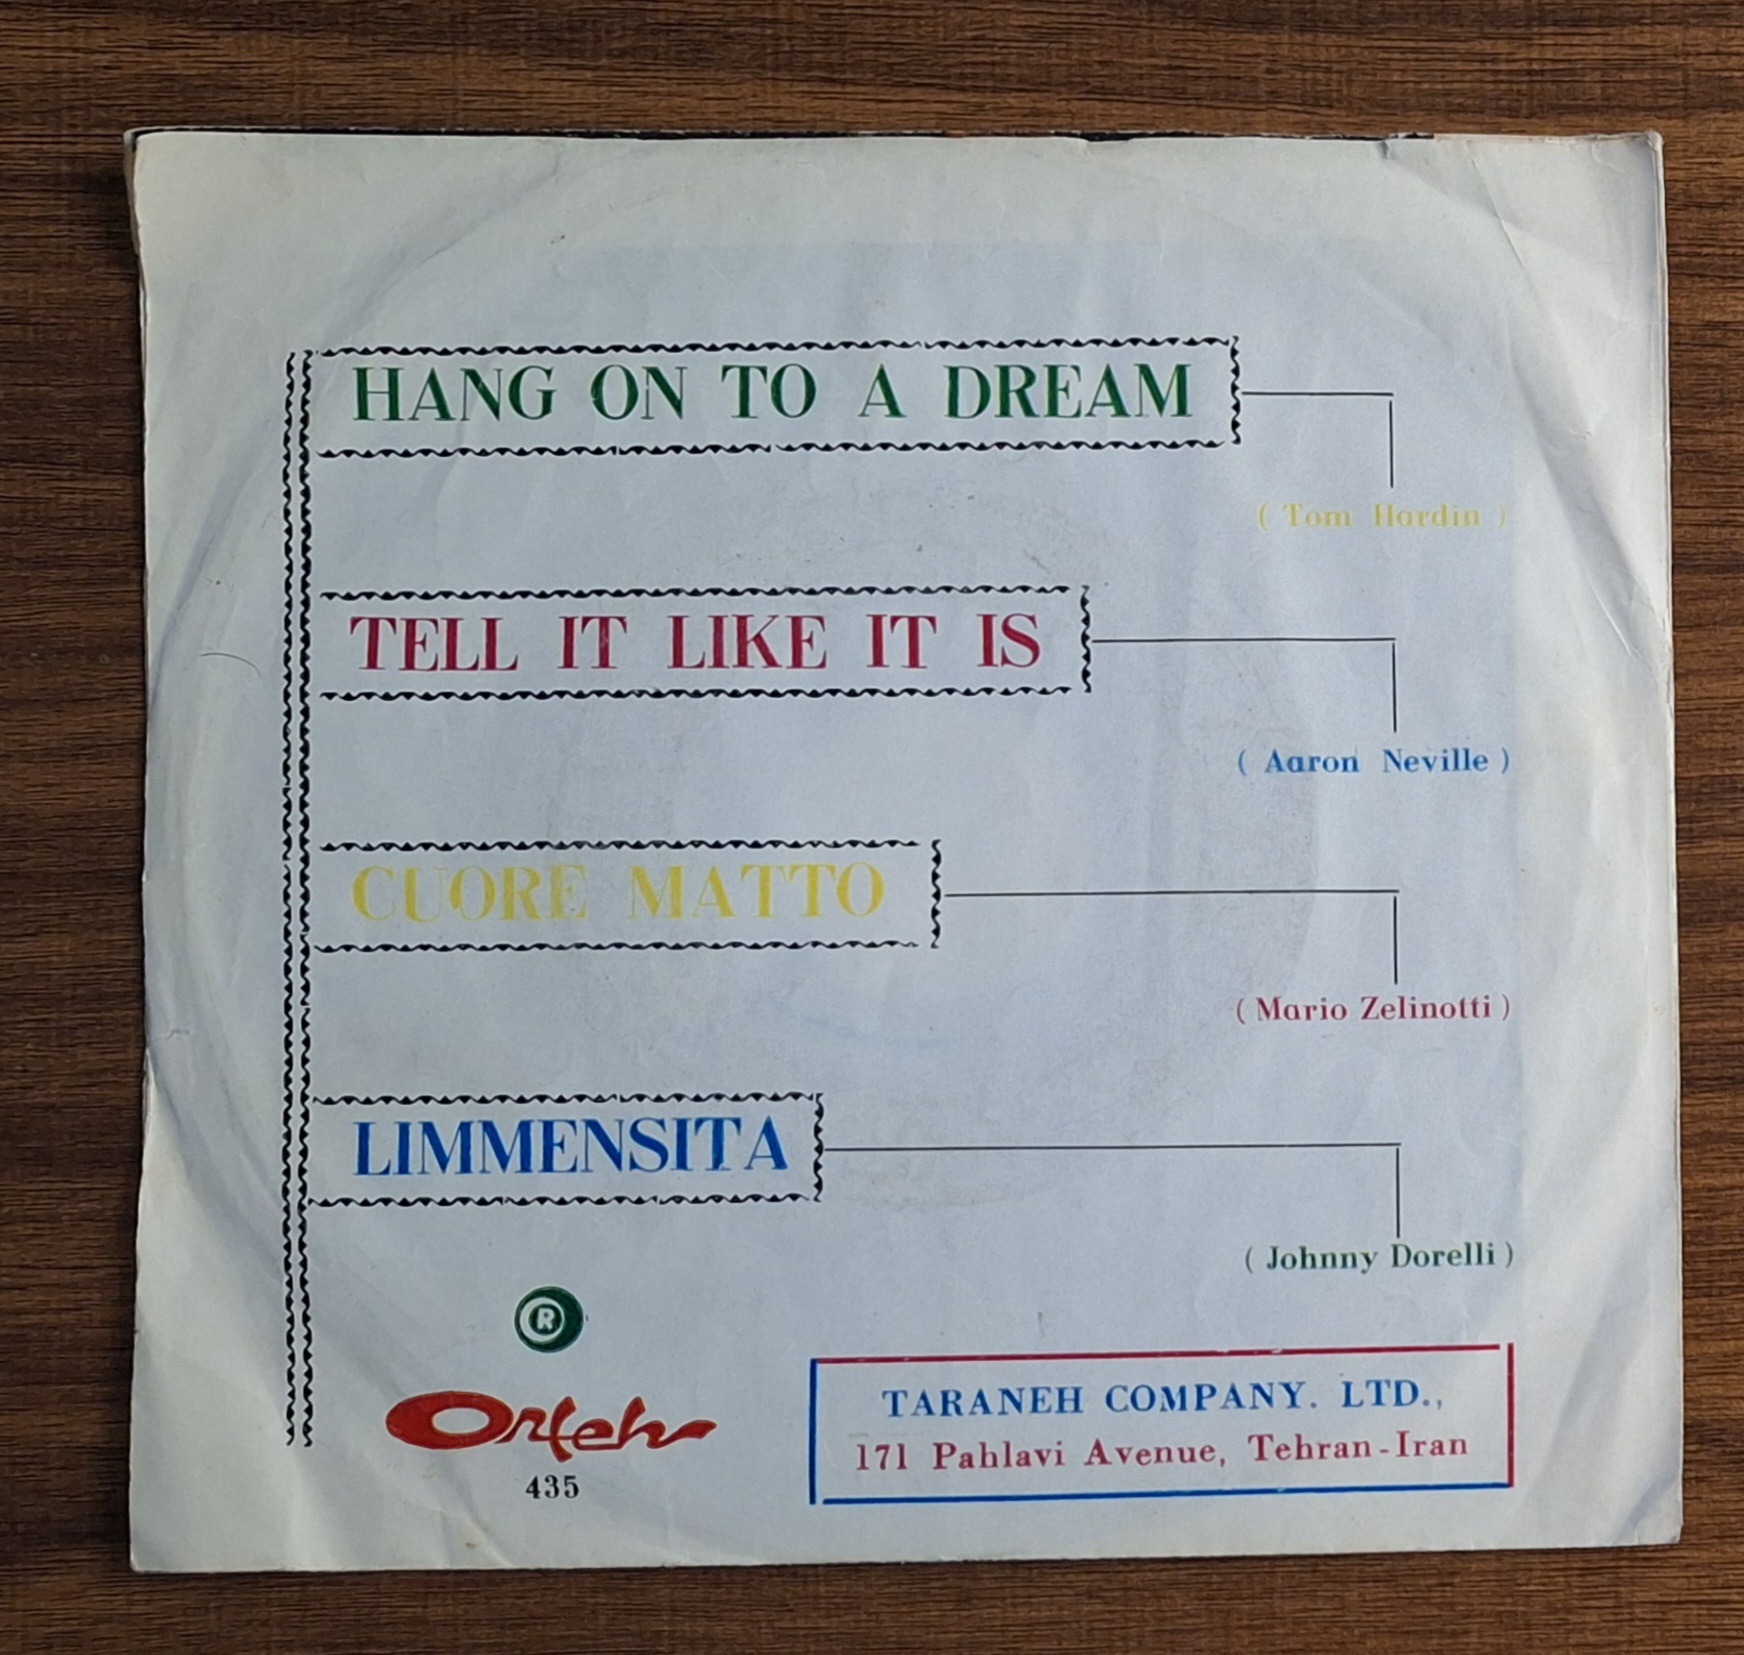 HANG ON TO A DREAM
( Tom Hardin )
TELL IT LIKE IT IS
( Aaron Neville )
CUORE MATTO
( Mario Zelinotti )
LIMMENSITA
( Johnny Dorelli )
R
Orfeh
435
TARANEH COMPANY. LTD.,
171 Pahlavi Avenue, Tehran-Iran